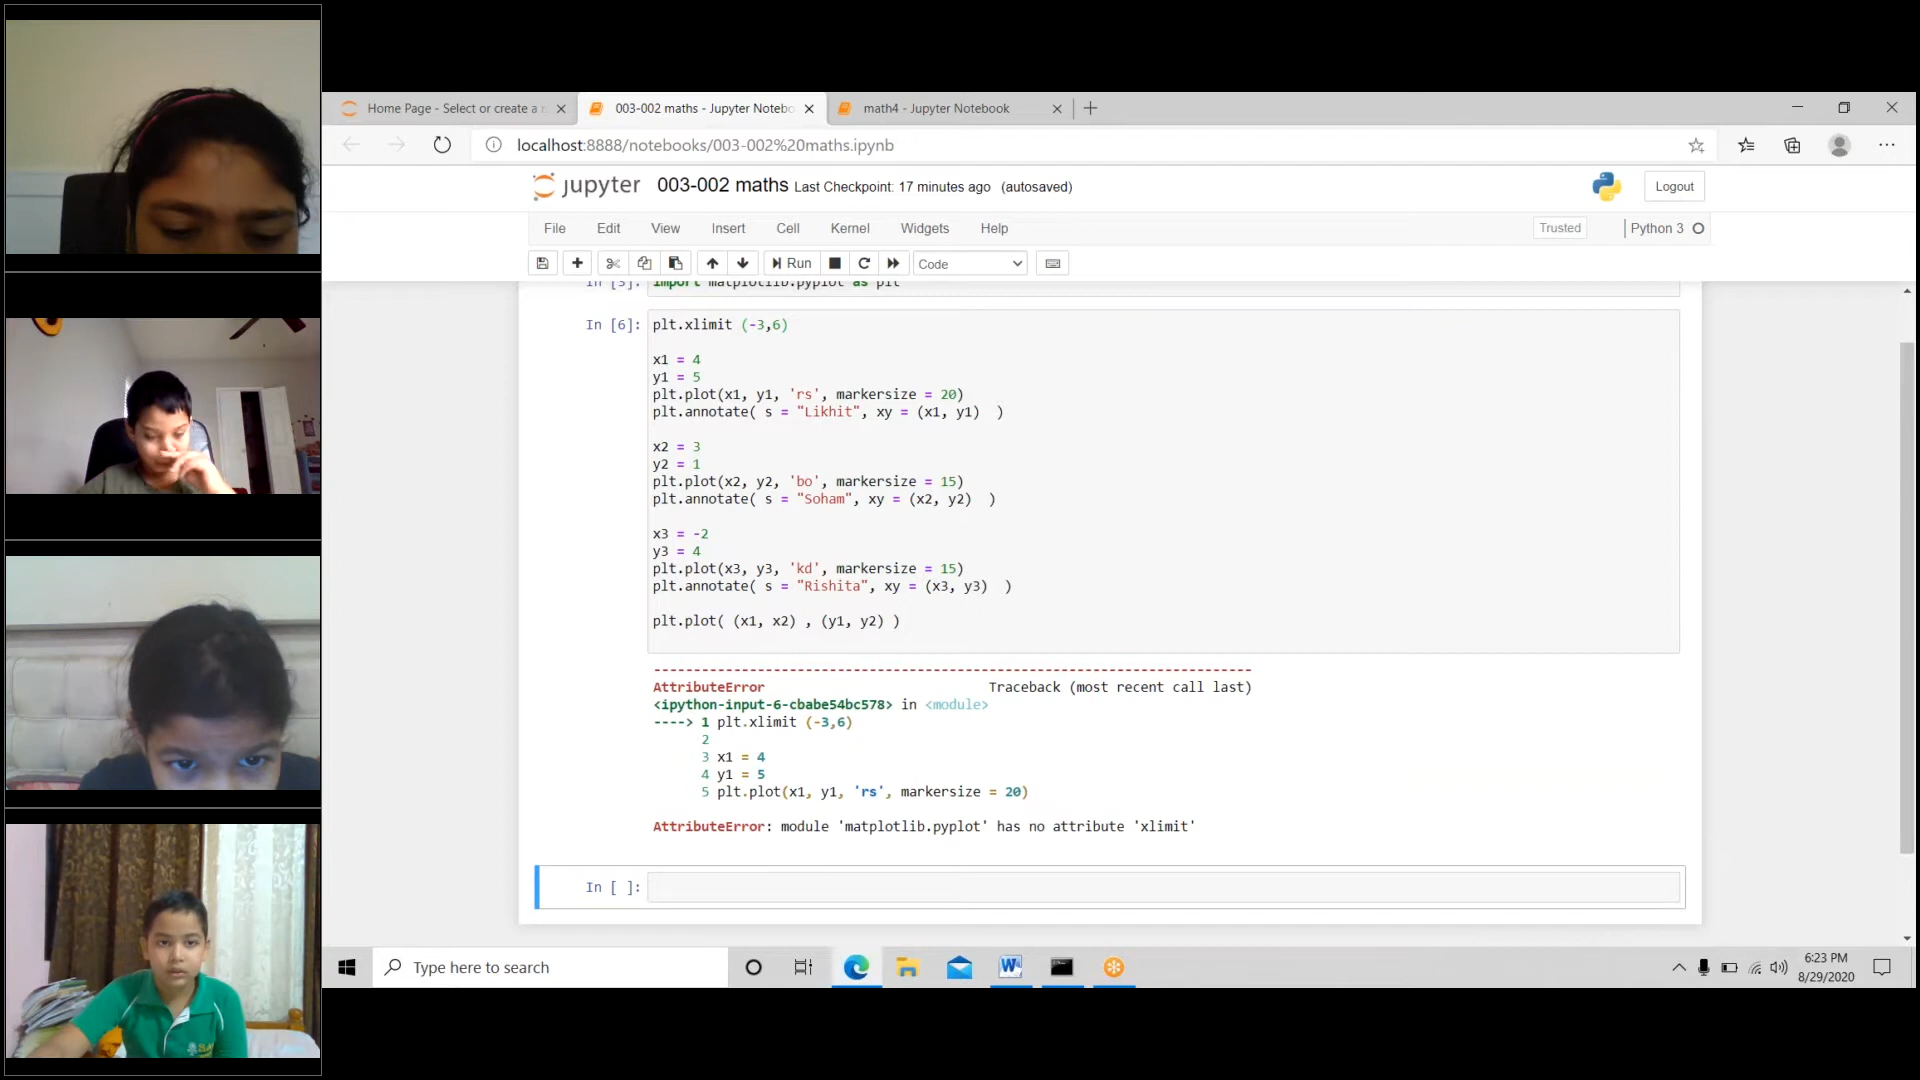 Home Page - Select or create a n
003-002 maths - Jupyter Notebo
math4 - Jupyter Notebook
localhost:8888/notebooks/003-002%20maths.ipynb
jupyter 003-002 maths Last Checkpoint: 17 minutes ago (autosaved)
Logout
File Edit View Insert Cell Kernel Widgets Help
Trusted
Python 3
Run
Code
In [5]: import matplotlib.pyplot as plt
In [6]: plt.xlimit (-3,6)
x1 = 4
y1 = 5
plt.plot(x1, y1, 'rs', markersize = 20)
plt.annotate( s = "Likhit", xy = (x1, y1)  )
x2 = 3
y2 = 1
plt.plot(x2, y2, 'bo', markersize = 15)
plt.annotate( s = "Soham", xy = (x2, y2)  )
x3 = -2
y3 = 4
plt.plot(x3, y3, 'kd', markersize = 15)
plt.annotate( s = "Rishita", xy = (x3, y3)  )
plt.plot( (x1, x2) , (y1, y2) )
---------------------------------------------------------------------------
AttributeError Traceback (most recent call last)
<ipython-input-6-cbabe54bc578> in <module>
----> 1 plt.xlimit (-3,6)
2
3 x1 = 4
4 y1 = 5
5 plt.plot(x1, y1, 'rs', markersize = 20)
AttributeError: module 'matplotlib.pyplot' has no attribute 'xlimit'
In [ ]:
Type here to search
6:23 PM
8/29/2020